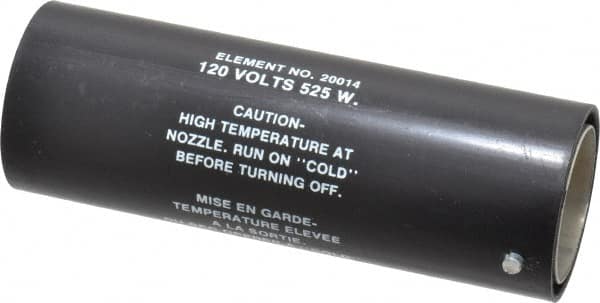 ELEMENT NO. 20014
120 VOLTS 525 W.
CAUTION-
HIGH TEMPERATURE AT
NOZZLE. RUN ON "COLD"
BEFORE TURNING OFF.
MISE EN GARDE-
TEMPERATURE ELEVEE
A LA SORTIE.